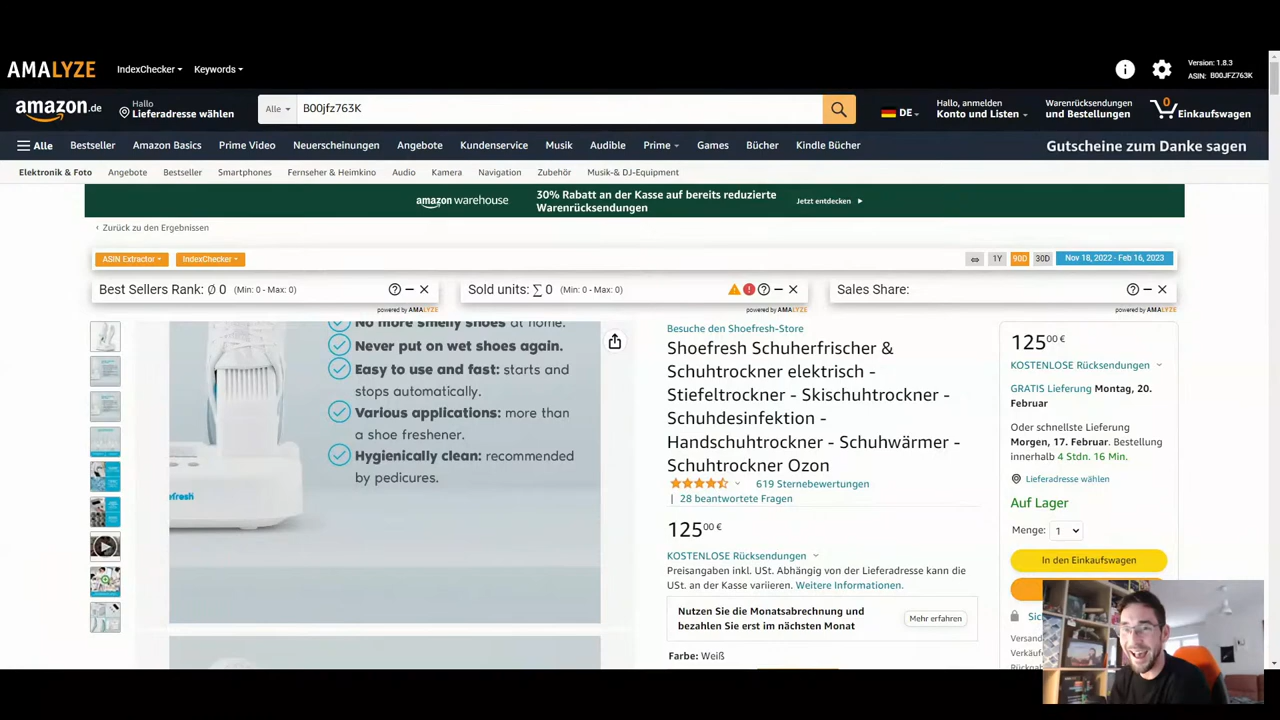 AMALYZE
IndexChecker
Keywords
Version: 1.8.3
ASIN: B00JFZ763K
amazon.de
Hallo
Lieferadresse wählen
Alle
B00jfz763K
DE
Hallo, anmelden
Konto und Listen
Warenrücksendungen
und Bestellungen
0
Einkaufswagen
Alle
Bestseller
Amazon Basics
Prime Video
Neuerscheinungen
Angebote
Kundenservice
Musik
Audible
Prime
Games
Bücher
Kindle Bücher
Gutscheine zum Danke sagen
Elektronik & Foto
Angebote
Bestseller
Smartphones
Fernseher & Heimkino
Audio
Kamera
Navigation
Zubehör
Musik-& DJ-Equipment
amazon warehouse
30% Rabatt an der Kasse auf bereits reduzierte
Warenrücksendungen
Jetzt entdecken
‹ Zurück zu den Ergebnissen
ASIN Extractor
IndexChecker
1Y
90D
30D
Nov 18, 2022 - Feb 16, 2023
Best Sellers Rank: Ø 0 (Min: 0 - Max: 0)
powered by AMALYZE
Sold units: ∑ 0 (Min: 0 - Max: 0)
powered by AMALYZE
Sales Share:
powered by AMALYZE
No more smelly shoes at home.
Never put on wet shoes again.
Easy to use and fast: starts and
stops automatically.
Various applications: more than
a shoe freshener.
Hygienically clean: recommended
by pedicures.
efresh
Besuche den Shoefresh-Store
Shoefresh Schuherfrischer &
Schuhtrockner elektrisch -
Stiefeltrockner - Skischuhtrockner -
Schuhdesinfektion -
Handschuhtrockner - Schuhwärmer -
Schuhtrockner Ozon
619 Sternebewertungen
| 28 beantwortete Fragen
125,00 €
KOSTENLOSE Rücksendungen
Preisangaben inkl. USt. Abhängig von der Lieferadresse kann die
USt. an der Kasse variieren. Weitere Informationen.
Nutzen Sie die Monatsabrechnung und
bezahlen Sie erst im nächsten Monat
Mehr erfahren
Farbe: Weiß
125,00 €
KOSTENLOSE Rücksendungen
GRATIS Lieferung Montag, 20.
Februar
Oder schnellste Lieferung
Morgen, 17. Februar. Bestellung
innerhalb 4 Stdn. 16 Min.
Lieferadresse wählen
Auf Lager
Menge: 1
In den Einkaufswagen